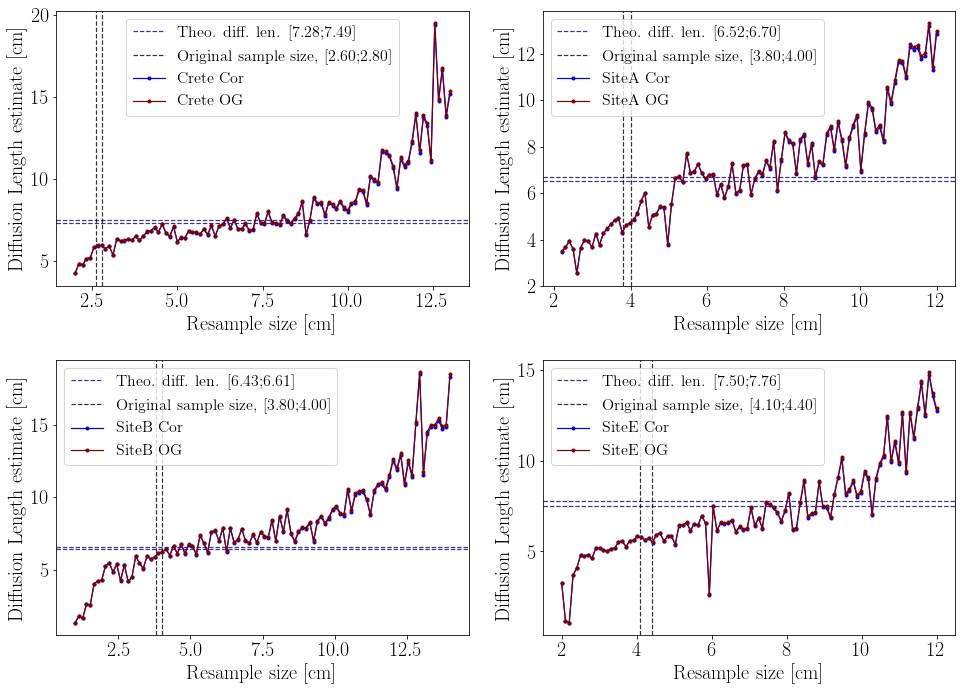 Diffusion Length estimate [cm]
20
15
10
5
Theo. diff. len. [7.28;7.49]
Original sample size, [2.60;2.80]
Crete Cor
Crete OG
2.5 5.0 7.5 10.0 12.5
Resample size [cm]
Diffusion Length estimate [cm]
12
10
8
6
4
2
Theo. diff. len. [6.52;6.70]
Original sample size, [3.80;4.00]
SiteA Cor
SiteA OG
2 4 6 8 10 12
Resample size [cm]
Diffusion Length estimate [cm]
15
10
5
Theo. diff. len. [6.43;6.61]
Original sample size, [3.80;4.00]
SiteB Cor
SiteB OG
2.5 5.0 7.5 10.0 12.5
Resample size [cm]
Diffusion Length estimate [cm]
15
10
5
Theo. diff. len. [7.50;7.76]
Original sample size, [4.10;4.40]
SiteE Cor
SiteE OG
2 4 6 8 10 12
Resample size [cm]